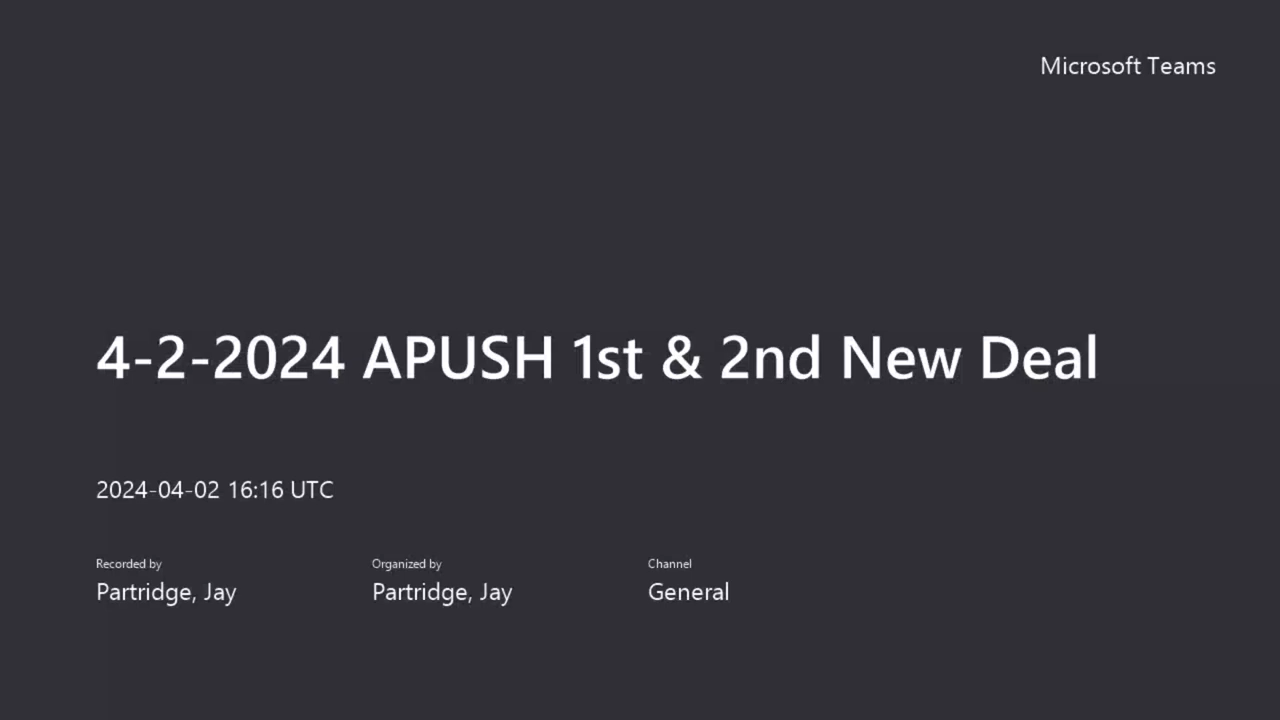 Microsoft Teams
4-2-2024 APUSH 1st & 2nd New Deal
2024-04-02 16:16 UTC
Recorded by
Partridge, Jay
Organized by
Partridge, Jay
Channel
General